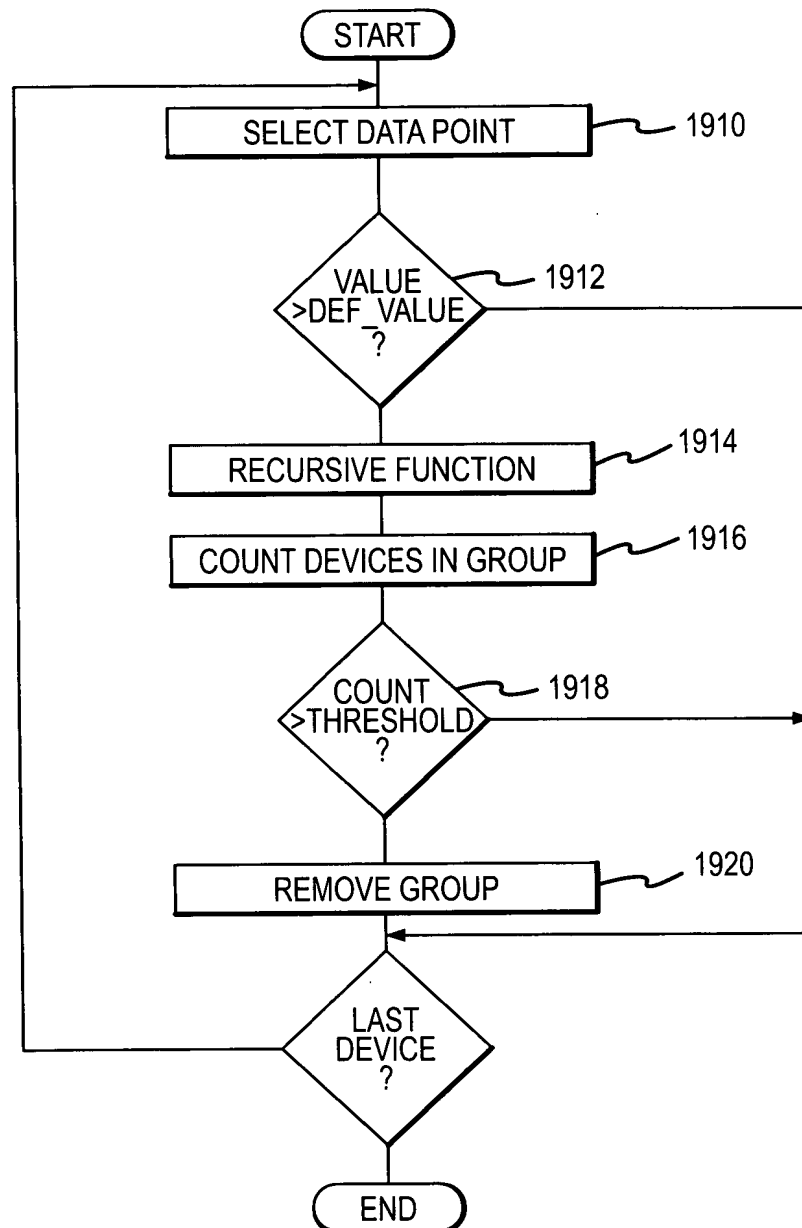 START
SELECT DATA POINT
1910
VALUE
>DEF_VALUE
?
1912
RECURSIVE FUNCTION
1914
COUNT DEVICES IN GROUP
1916
COUNT
>THRESHOLD
?
1918
REMOVE GROUP
1920
LAST
DEVICE
?
END